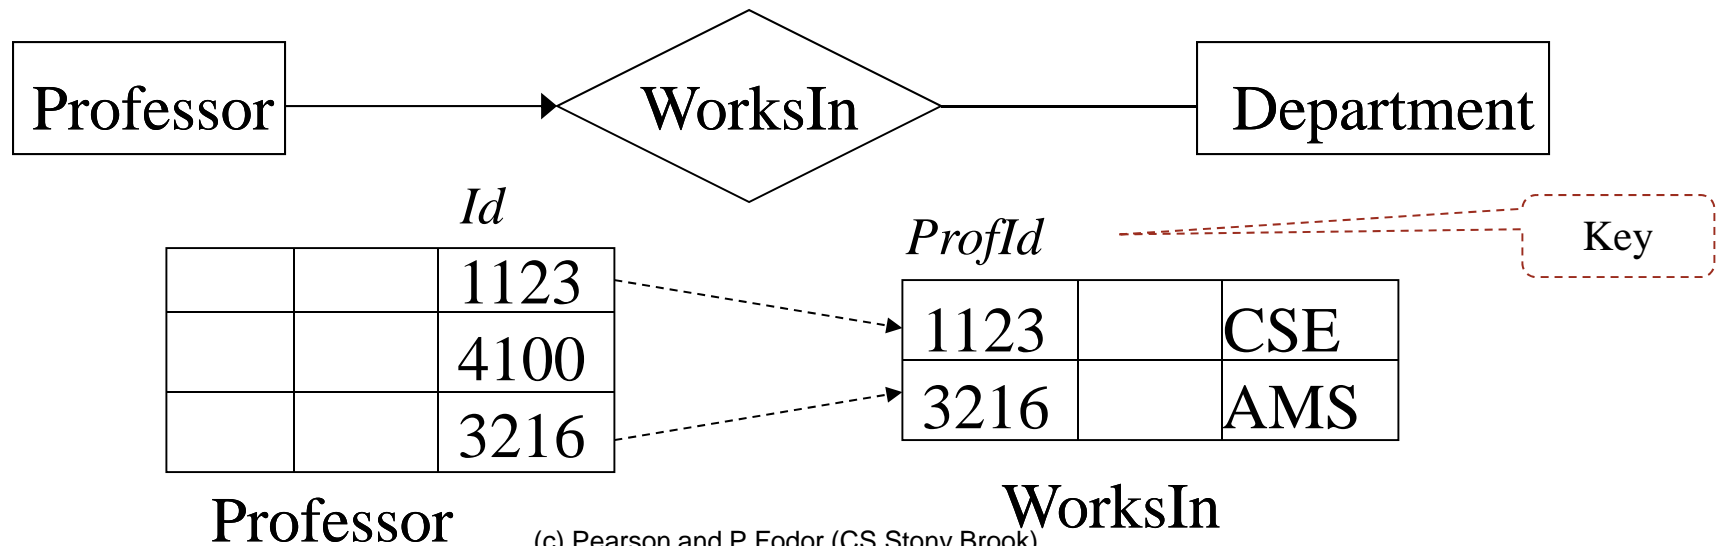 Professor WorksIn Department
Id
ProfId
Key
1123
4100
3216
1123 CSE
3216 AMS
Professor
WorksIn
(c) Pearson and P. Fodor (CS Stony Brook)